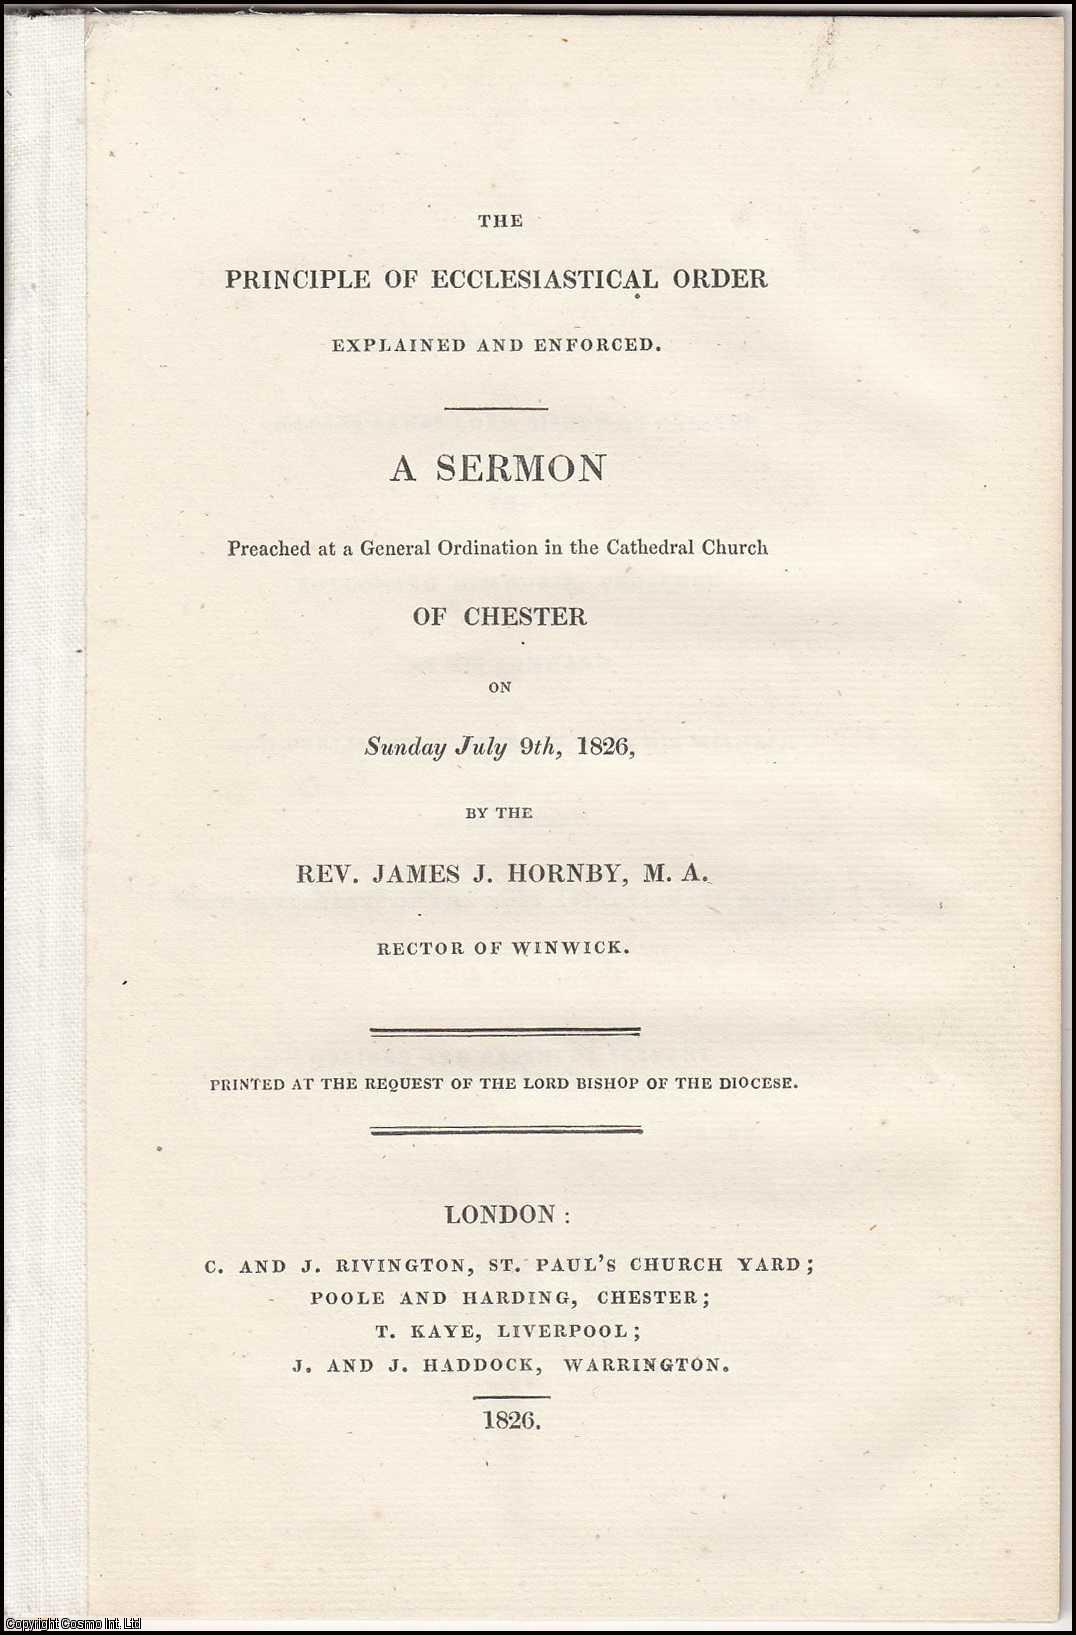 THE
PRINCIPLE OF ECCLESIASTICAL ORDER
EXPLAINED AND ENFORCED.
A SERMON
Preached at a General Ordination in the Cathedral Church
OF CHESTER
ON
Sunday July 9th, 1826,
BY THE
REV. JAMES J. HORNBY, M. A.
RECTOR OF WINWICK.
PRINTED AT THE REQUEST OF THE LORD BISHOP OF THE DIOCESE.
LONDON:
C. AND J. RIVINGTON, ST. PAUL'S CHURCH YARD;
POOLE AND HARDING, CHESTER;
T. KAYE, LIVERPOOL;
J. AND J. HADDOCK, WARRINGTON.
1826.
Copyright Cosmo Int. Ltd